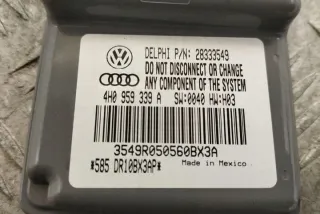 DELPHI P/N: 28333549
DO NOT DISCONNECT OR CHANGE
ANY COMPONENT OF THE SYSTEM
4H0 959 339 A SW:0040 HW:H03
3549R050560BX3A
*585 DR10BX3AP*
Made in Mexico